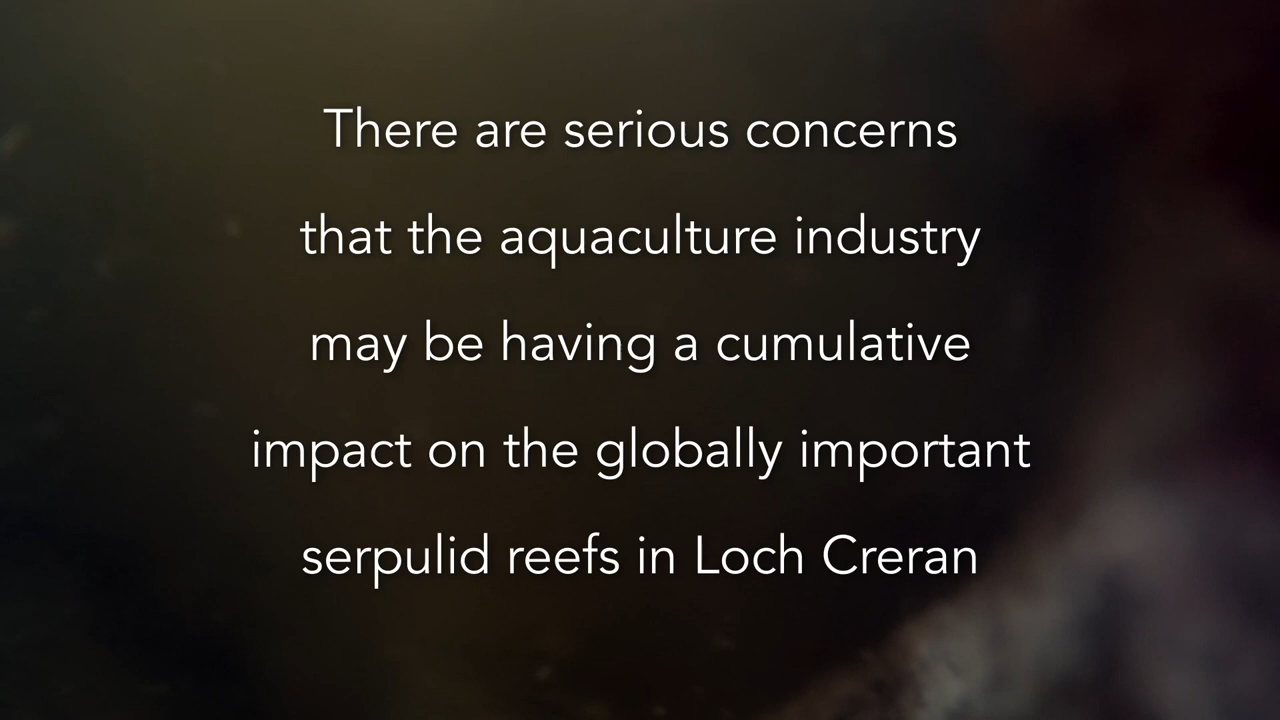 There are serious concerns
that the aquaculture industry
may be having a cumulative
impact on the globally important
serpulid reefs in Loch Creran